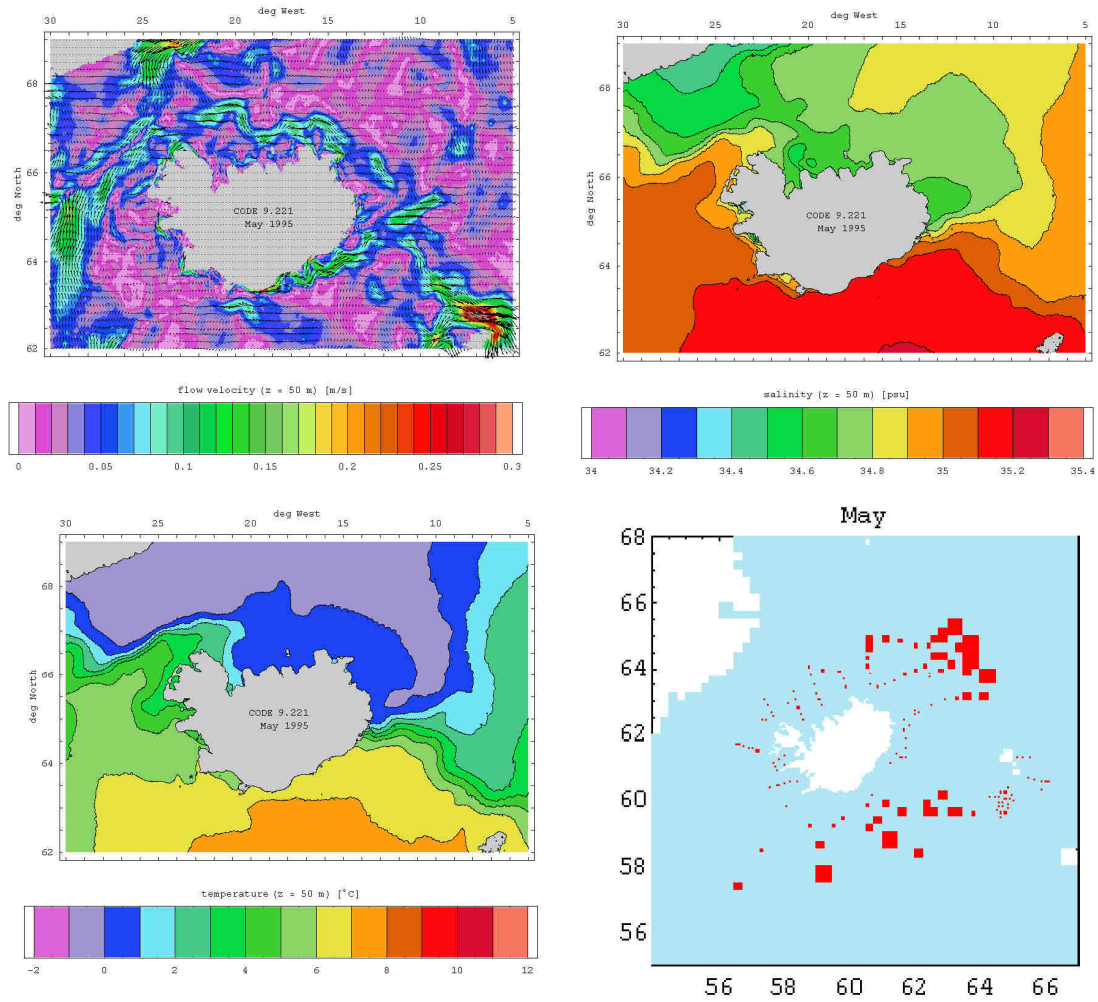 deg West
30 25 20 15 10 5
deg North
68
66
64
62
CODE 9.221
May 1995
flow velocity (z = 50 m) [m/s]
0 0.05 0.1 0.15 0.2 0.25 0.3
deg West
30 25 20 15 10 5
deg North
68
66
64
62
CODE 9.221
May 1995
salinity (z = 50 m) [psu]
34 34.2 34.4 34.6 34.8 35 35.2 35.4
deg West
30 25 20 15 10 5
deg North
68
66
64
62
CODE 9.221
May 1995
temperature (z = 50 m) [°C]
-2 0 2 4 6 8 10 12
May
68
66
64
62
60
58
56
56 58 60 62 64 66